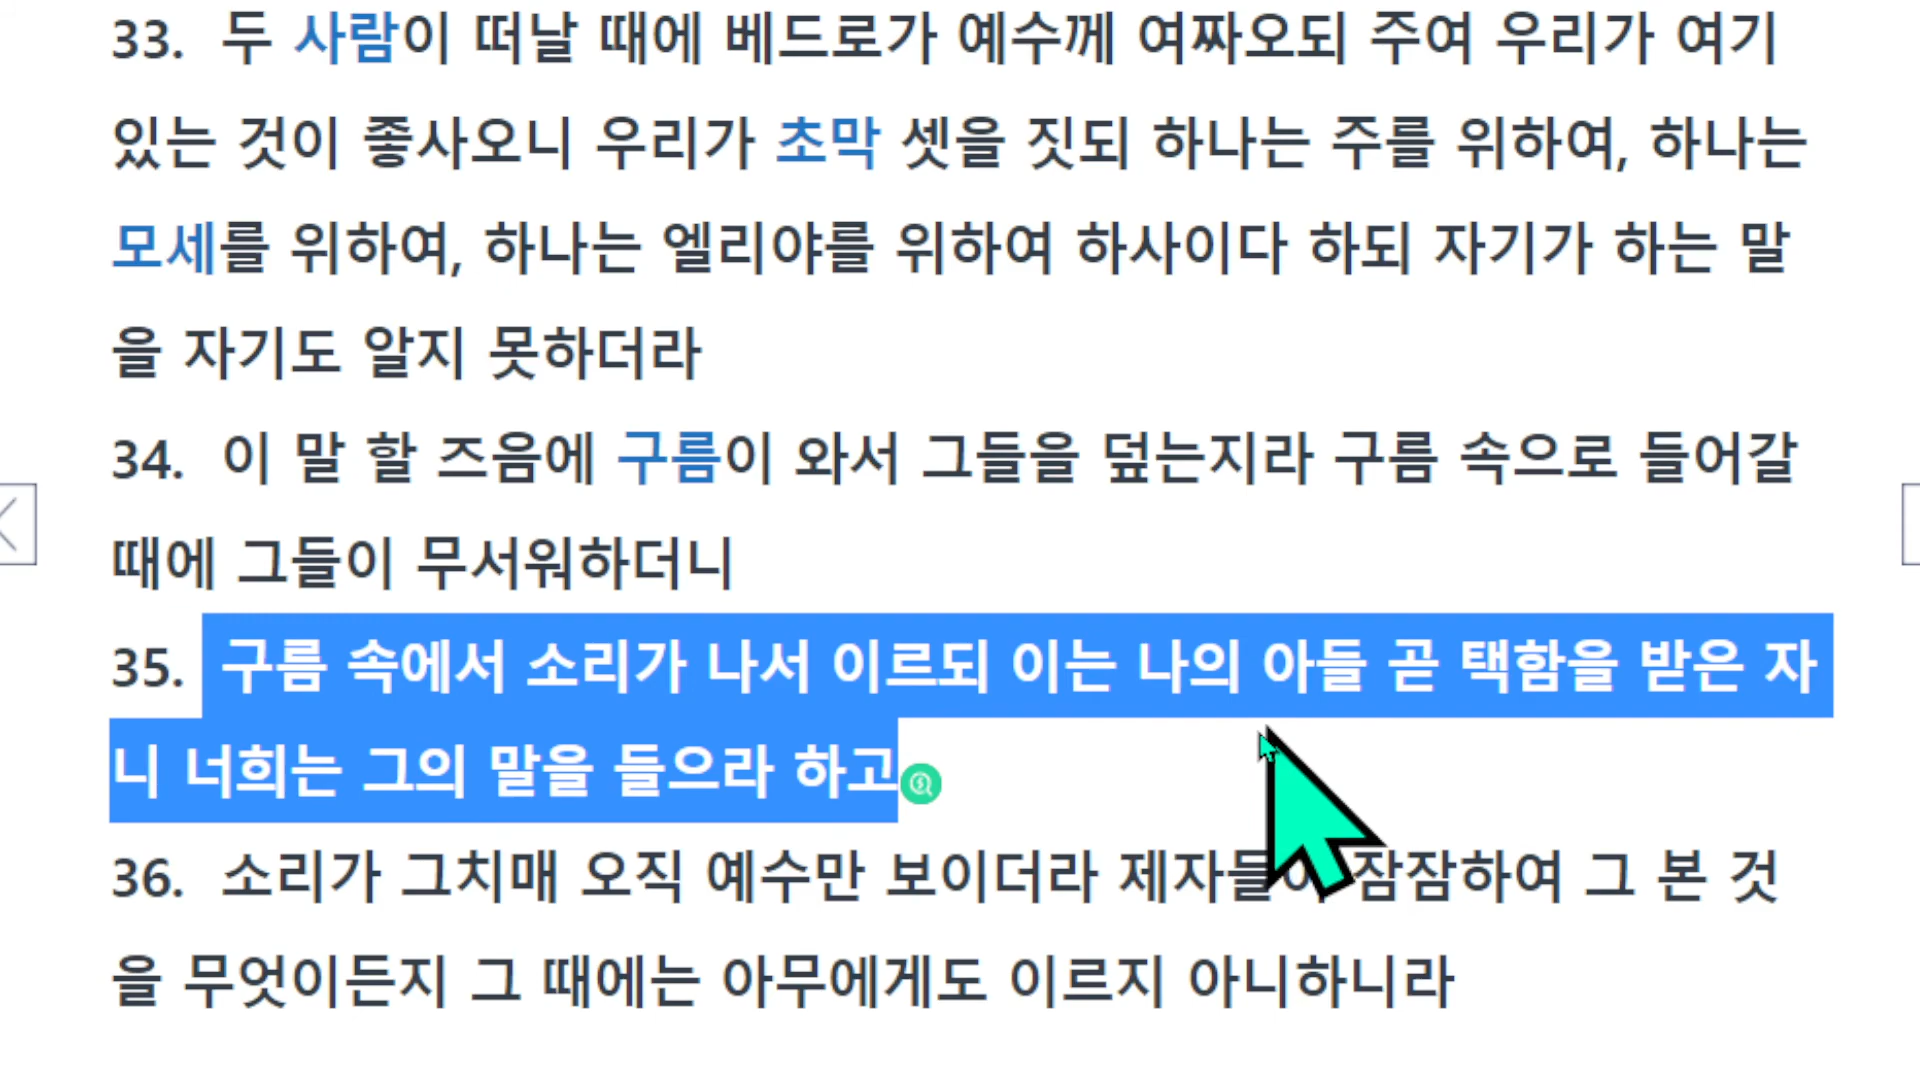 33. 두 사람이 떠날 때에 베드로가 예수께 여짜오되 주여 우리가 여기
있는 것이 좋사오니 우리가 초막 셋을 짓되 하나는 주를 위하여, 하나는
모세를 위하여, 하나는 엘리야를 위하여 하사이다 하되 자기가 하는 말
을 자기도 알지 못하더라
34. 이 말 할 즈음에 구름이 와서 그들을 덮는지라 구름 속으로 들어갈
때에 그들이 무서워하더니
35. 구름 속에서 소리가 나서 이르되 이는 나의 아들 곧 택함을 받은 자
니 너희는 그의 말을 들으라 하고
36. 소리가 그치매 오직 예수만 보이더라 제자들이 잠잠하여 그 본 것
을 무엇이든지 그 때에는 아무에게도 이르지 아니하니라